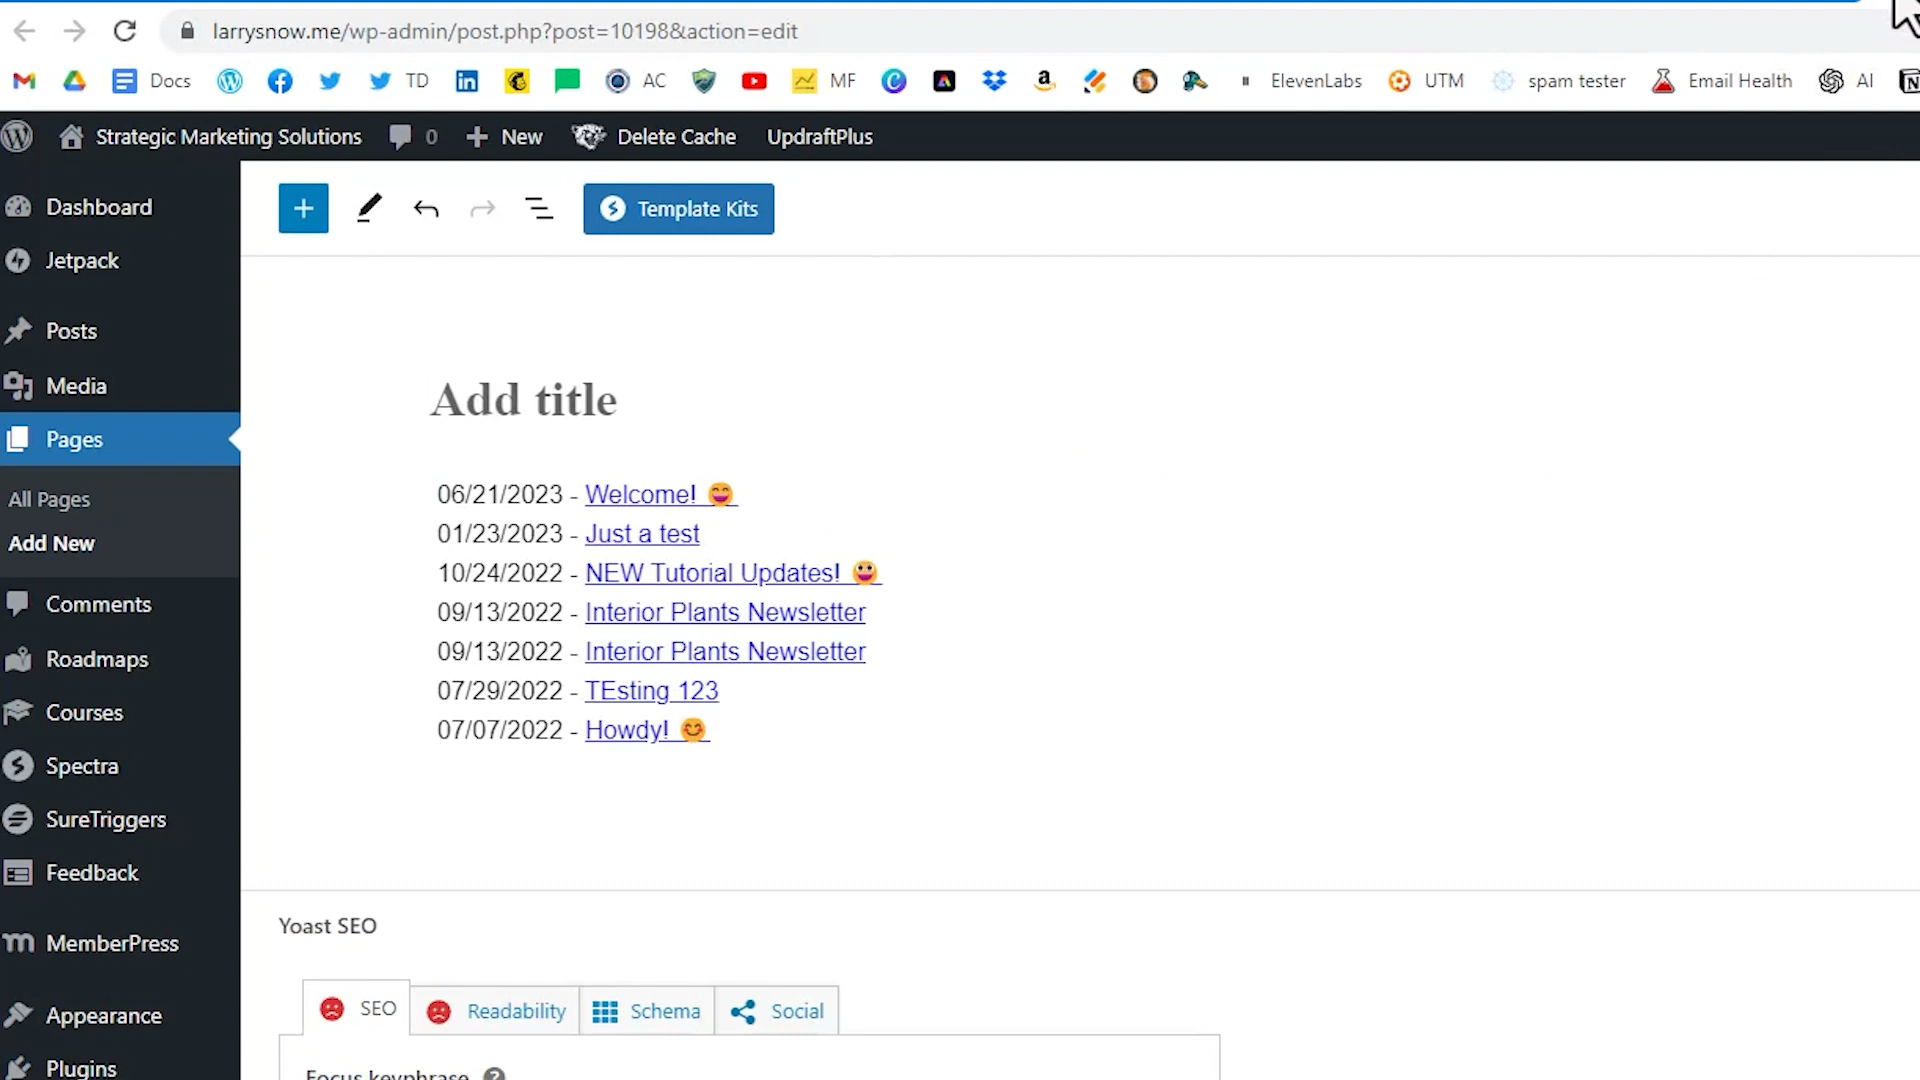 larrysnow.me/wp-admin/post.php?post=10198&action=edit
Docs TD AC MF ElevenLabs UTM spam tester Email Health AI
Strategic Marketing Solutions 0 New Delete Cache UpdraftPlus
Dashboard
Jetpack
Posts
Media
Pages
All Pages
Add New
Comments
Roadmaps
Courses
Spectra
SureTriggers
Feedback
MemberPress
Appearance
Plugins
Template Kits
Add title
06/21/2023 - Welcome! 😄
01/23/2023 - Just a test
10/24/2022 - NEW Tutorial Updates! 😀
09/13/2022 - Interior Plants Newsletter
09/13/2022 - Interior Plants Newsletter
07/29/2022 - TEsting 123
07/07/2022 - Howdy! 😊
Yoast SEO
SEO Readability Schema Social
Focus keyphrase